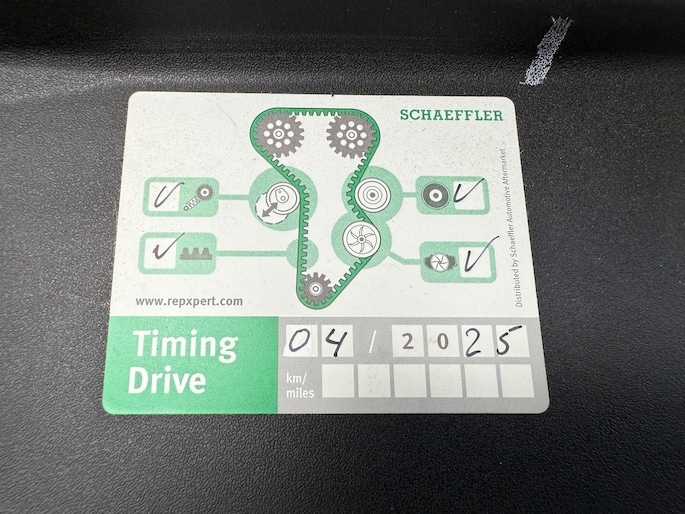 SCHAEFFLER
Distributed by Schaeffler Automotive Aftermarket.
www.repxpert.com
Timing
Drive
04 / 2025
km/
miles